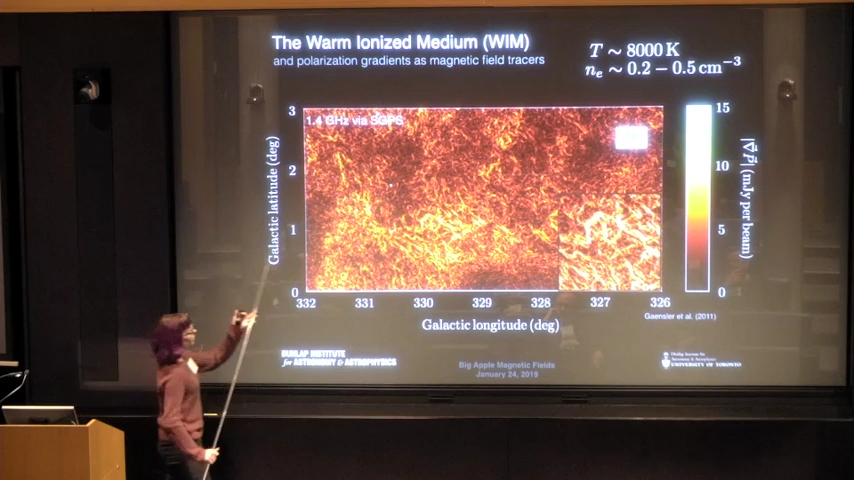 The Warm Ionized Medium (WIM)
and polarization gradients as magnetic field tracers
T ∼ 8000 K
nₑ ∼ 0.2 − 0.5 cm⁻³
1.4 GHz via SGPS
3
2
1
0
Galactic latitude (deg)
332 331 330 329 328 327 326
Galactic longitude (deg)
15
10
5
0
|∇P⃗| (mJy per beam)
Gaensler et al. (2011)
DUNLAP INSTITUTE
for ASTRONOMY & ASTROPHYSICS
Big Apple Magnetic Fields
January 24, 2019
UNIVERSITY OF TORONTO